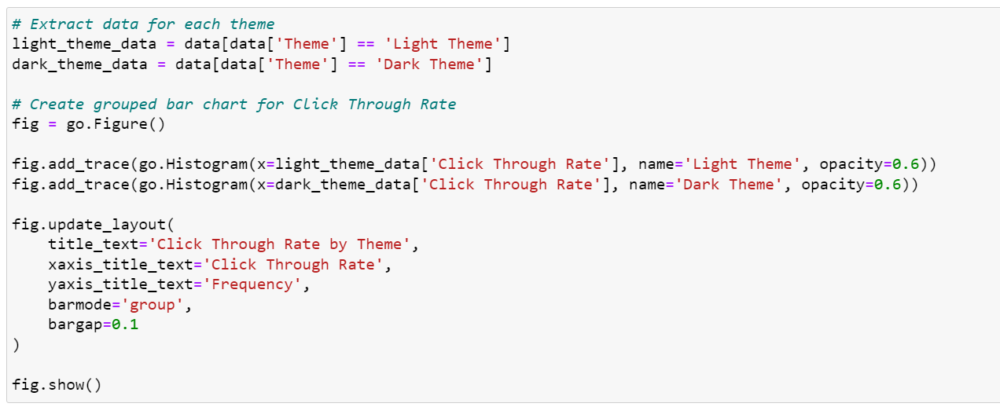 # Extract data for each theme
light_theme_data = data[data['Theme'] == 'Light Theme']
dark_theme_data = data[data['Theme'] == 'Dark Theme']

# Create grouped bar chart for Click Through Rate
fig = go.Figure()

fig.add_trace(go.Histogram(x=light_theme_data['Click Through Rate'], name='Light Theme', opacity=0.6))
fig.add_trace(go.Histogram(x=dark_theme_data['Click Through Rate'], name='Dark Theme', opacity=0.6))

fig.update_layout(
    title_text='Click Through Rate by Theme',
    xaxis_title_text='Click Through Rate',
    yaxis_title_text='Frequency',
    barmode='group',
    bargap=0.1
)

fig.show()